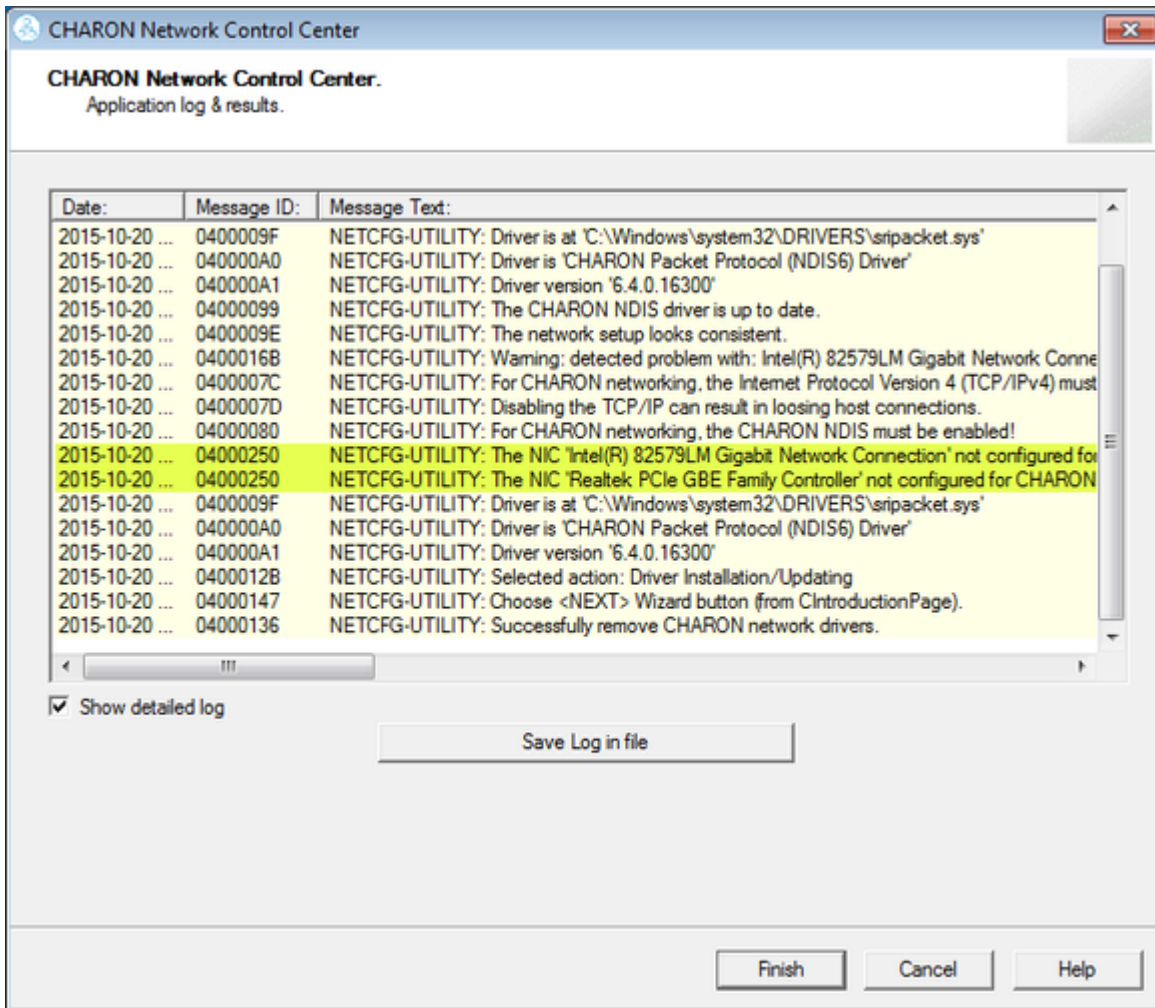 CHARON Network Control Center
CHARON Network Control Center.
Application log & results.
Date: Message ID: Message Text:
2015-10-20 ... 0400009F NETCFG-UTILITY: Driver is at 'C:\Windows\system32\DRIVERS\sripacket.sys'
2015-10-20 ... 040000A0 NETCFG-UTILITY: Driver is 'CHARON Packet Protocol (NDIS6) Driver'
2015-10-20 ... 040000A1 NETCFG-UTILITY: Driver version '6.4.0.16300'
2015-10-20 ... 04000099 NETCFG-UTILITY: The CHARON NDIS driver is up to date.
2015-10-20 ... 0400009E NETCFG-UTILITY: The network setup looks consistent.
2015-10-20 ... 0400016B NETCFG-UTILITY: Warning: detected problem with: Intel(R) 82579LM Gigabit Network Conne
2015-10-20 ... 0400007C NETCFG-UTILITY: For CHARON networking, the Internet Protocol Version 4 (TCP/IPv4) must
2015-10-20 ... 0400007D NETCFG-UTILITY: Disabling the TCP/IP can result in loosing host connections.
2015-10-20 ... 04000080 NETCFG-UTILITY: For CHARON networking, the CHARON NDIS must be enabled!
2015-10-20 ... 04000250 NETCFG-UTILITY: The NIC 'Intel(R) 82579LM Gigabit Network Connection' not configured for
2015-10-20 ... 04000250 NETCFG-UTILITY: The NIC 'Realtek PCIe GBE Family Controller' not configured for CHARON
2015-10-20 ... 0400009F NETCFG-UTILITY: Driver is at 'C:\Windows\system32\DRIVERS\sripacket.sys'
2015-10-20 ... 040000A0 NETCFG-UTILITY: Driver is 'CHARON Packet Protocol (NDIS6) Driver'
2015-10-20 ... 040000A1 NETCFG-UTILITY: Driver version '6.4.0.16300'
2015-10-20 ... 0400012B NETCFG-UTILITY: Selected action: Driver Installation/Updating
2015-10-20 ... 04000147 NETCFG-UTILITY: Choose <NEXT> Wizard button (from CIntroductionPage).
2015-10-20 ... 04000136 NETCFG-UTILITY: Successfully remove CHARON network drivers.
Show detailed log
Save Log in file
Finish Cancel Help